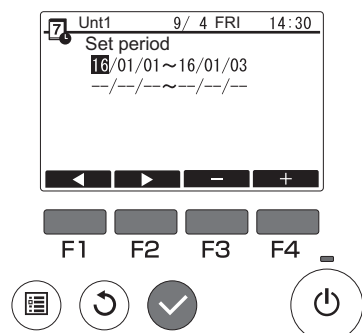 7 Unt1 9/ 4 FRI 14:30
Set period
16/01/01～16/01/03
--/--/--～--/--/--
◀ ▶ − +
F1 F2 F3 F4